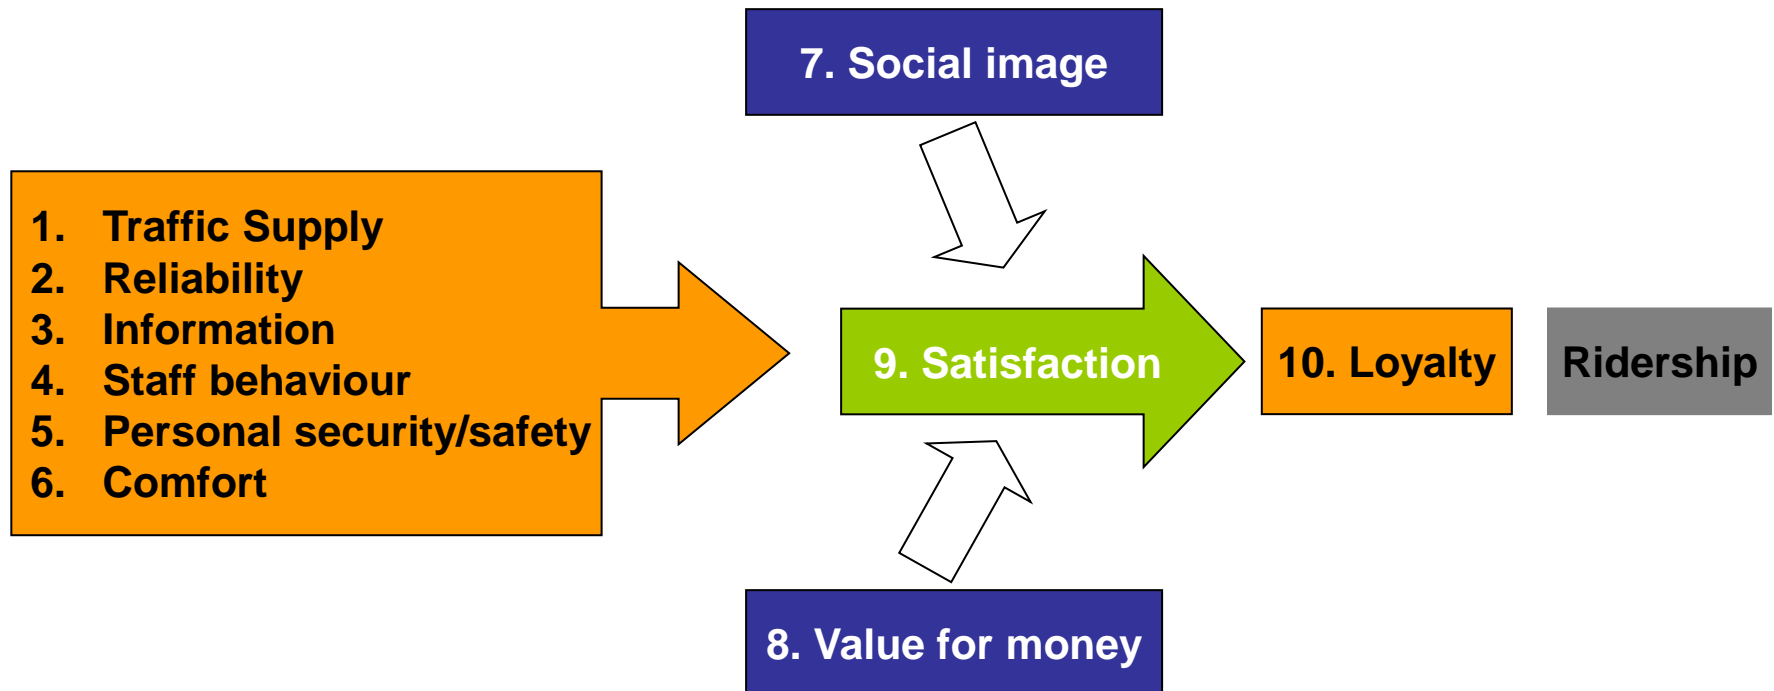 7. Social image
1. Traffic Supply
2. Reliability
3. Information
4. Staff behaviour
5. Personal security/safety
6. Comfort
9. Satisfaction
10. Loyalty
Ridership
8. Value for money